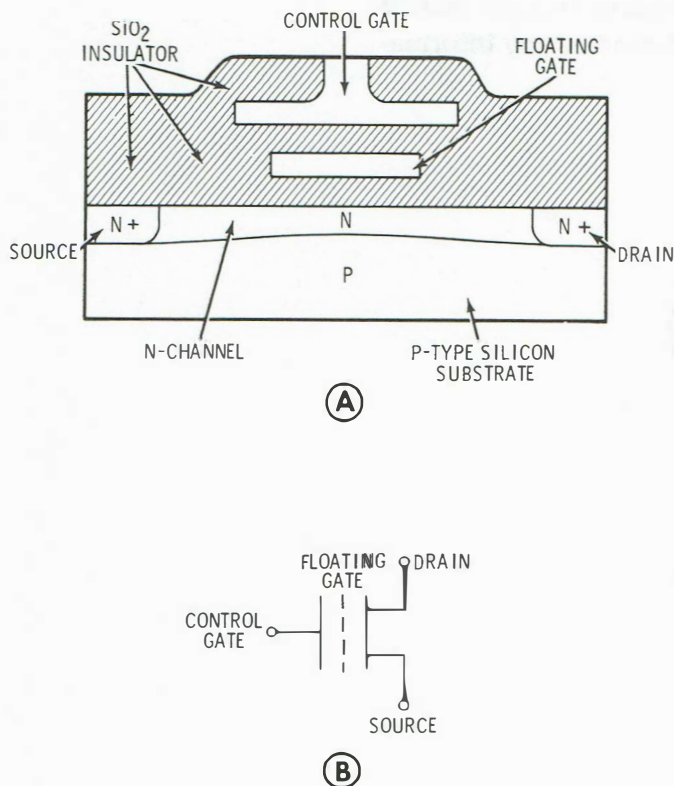 CONTROL GATE
SiO₂
INSULATOR
FLOATING
GATE
N+
N
N+
SOURCE
DRAIN
P
N-CHANNEL
P-TYPE SILICON
SUBSTRATE
A
FLOATING
GATE
DRAIN
CONTROL
GATE
SOURCE
B